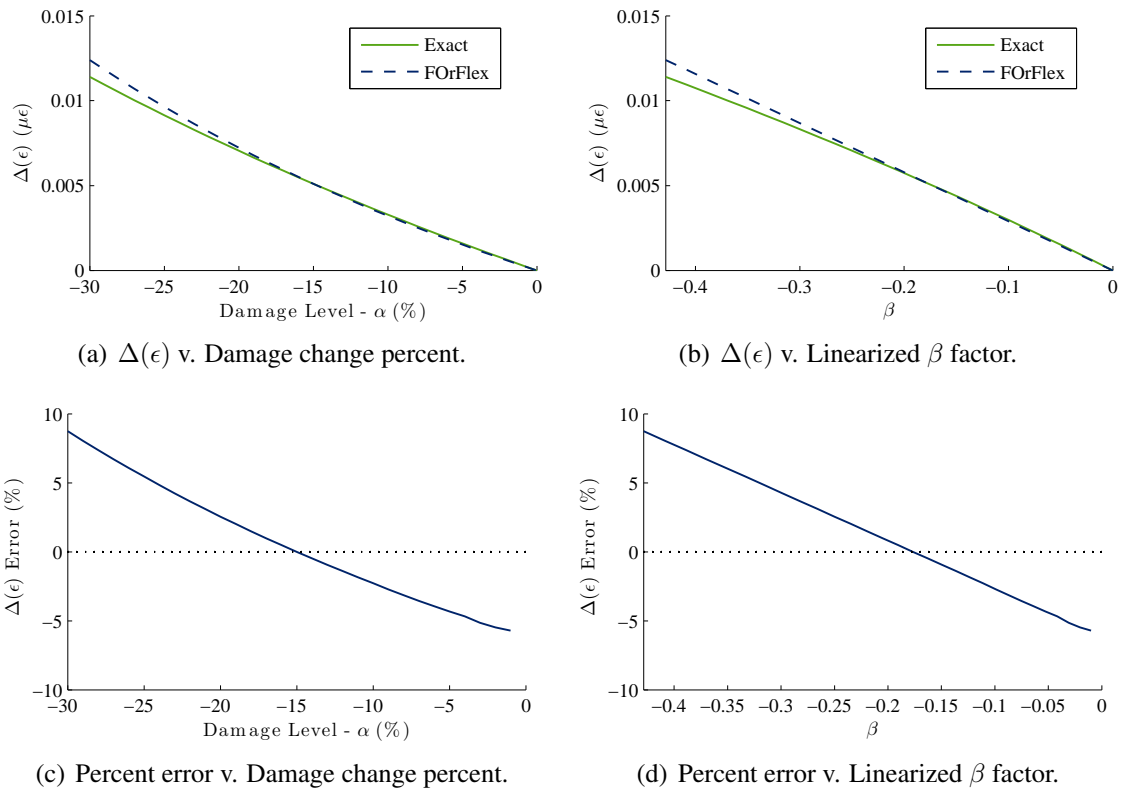 0.015
0.01
0.005
0
Δ(ϵ) (μϵ)
Exact
FOrFlex
−30 −25 −20 −15 −10 −5 0
Damage Level - α (%)
(a) Δ(ϵ) v. Damage change percent.
0.015
0.01
0.005
0
Δ(ϵ) (μϵ)
Exact
FOrFlex
−0.4 −0.3 −0.2 −0.1 0
β
(b) Δ(ϵ) v. Linearized β factor.
10
5
0
−5
−10
Δ(ϵ) Error (%)
−30 −25 −20 −15 −10 −5 0
Damage Level - α (%)
(c) Percent error v. Damage change percent.
10
5
0
−5
−10
Δ(ϵ) Error (%)
−0.4 −0.35 −0.3 −0.25 −0.2 −0.15 −0.1 −0.05 0
β
(d) Percent error v. Linearized β factor.